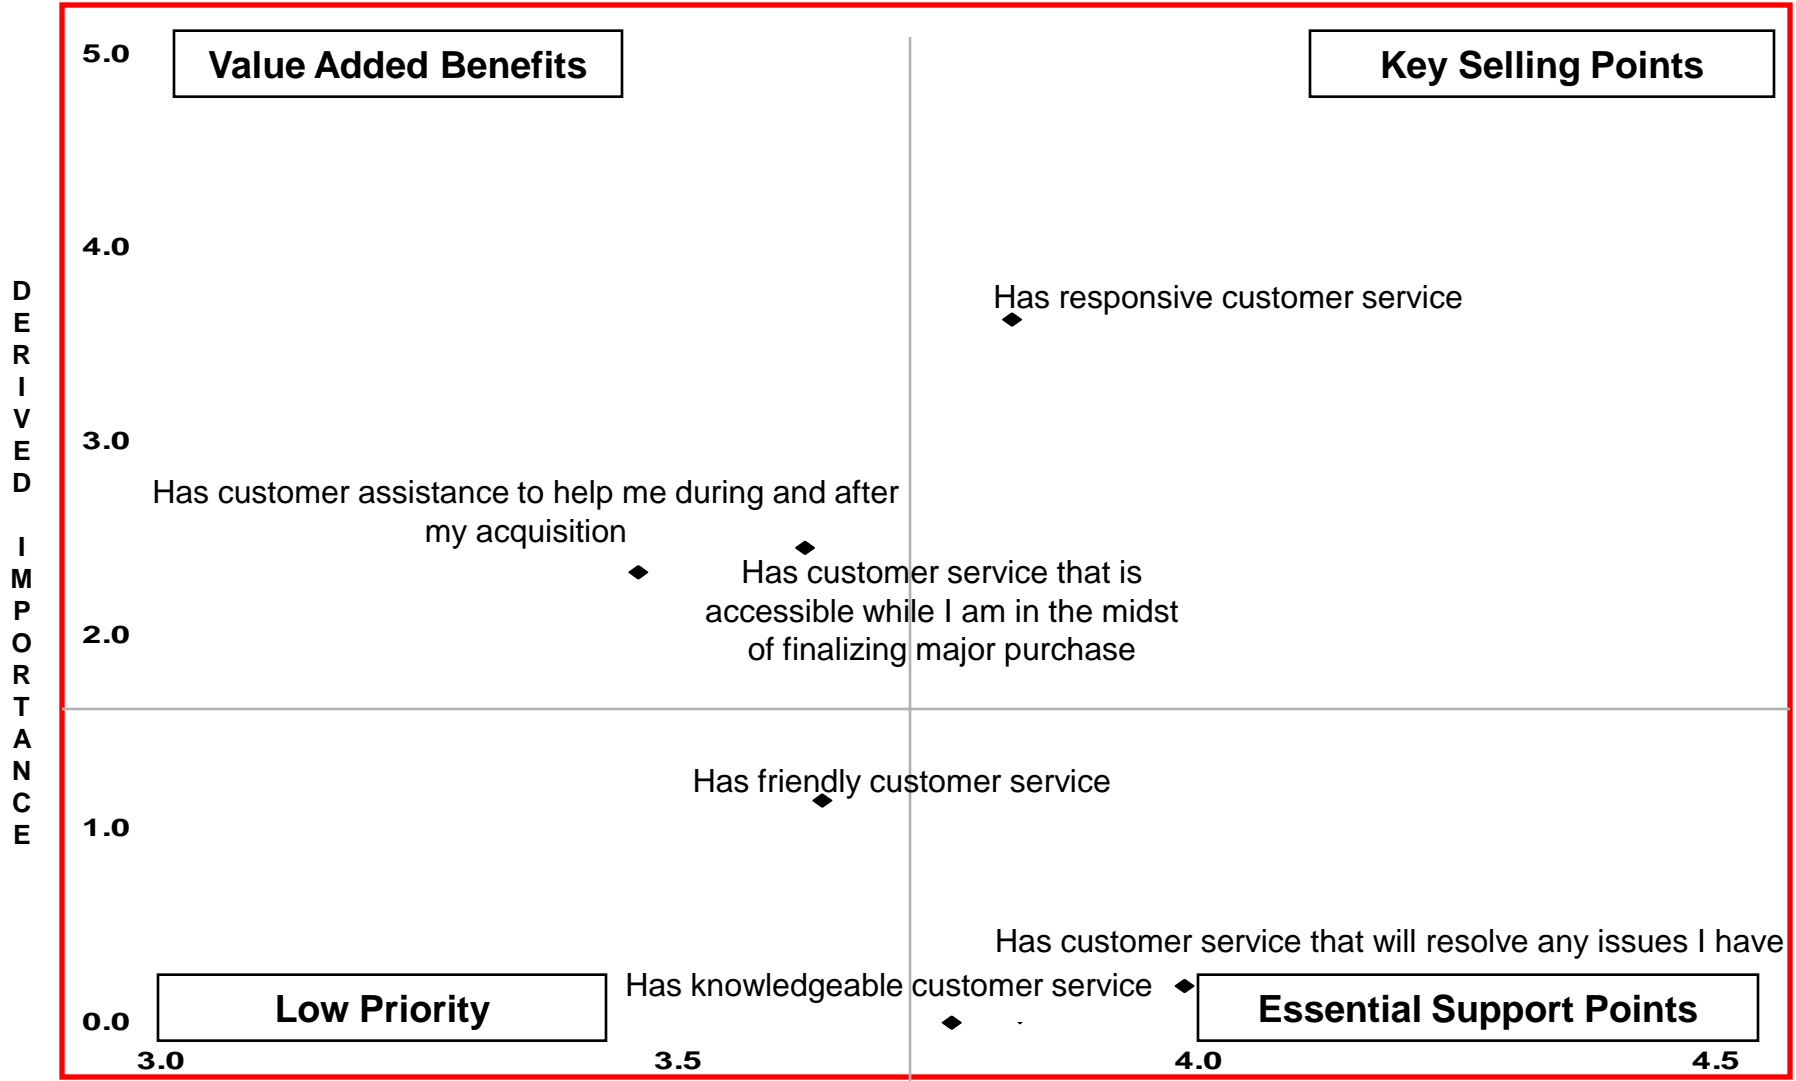 5.0
Value Added Benefits
Key Selling Points
4.0
DERIVED IMPORTANCE
Has responsive customer service
3.0
Has customer assistance to help me during and after
my acquisition
Has customer service that is
accessible while I am in the midst
of finalizing major purchase
2.0
Has friendly customer service
1.0
Has customer service that will resolve any issues I have
Has knowledgeable customer service
Low Priority
Essential Support Points
0.0
3.0
3.5
4.0
4.5